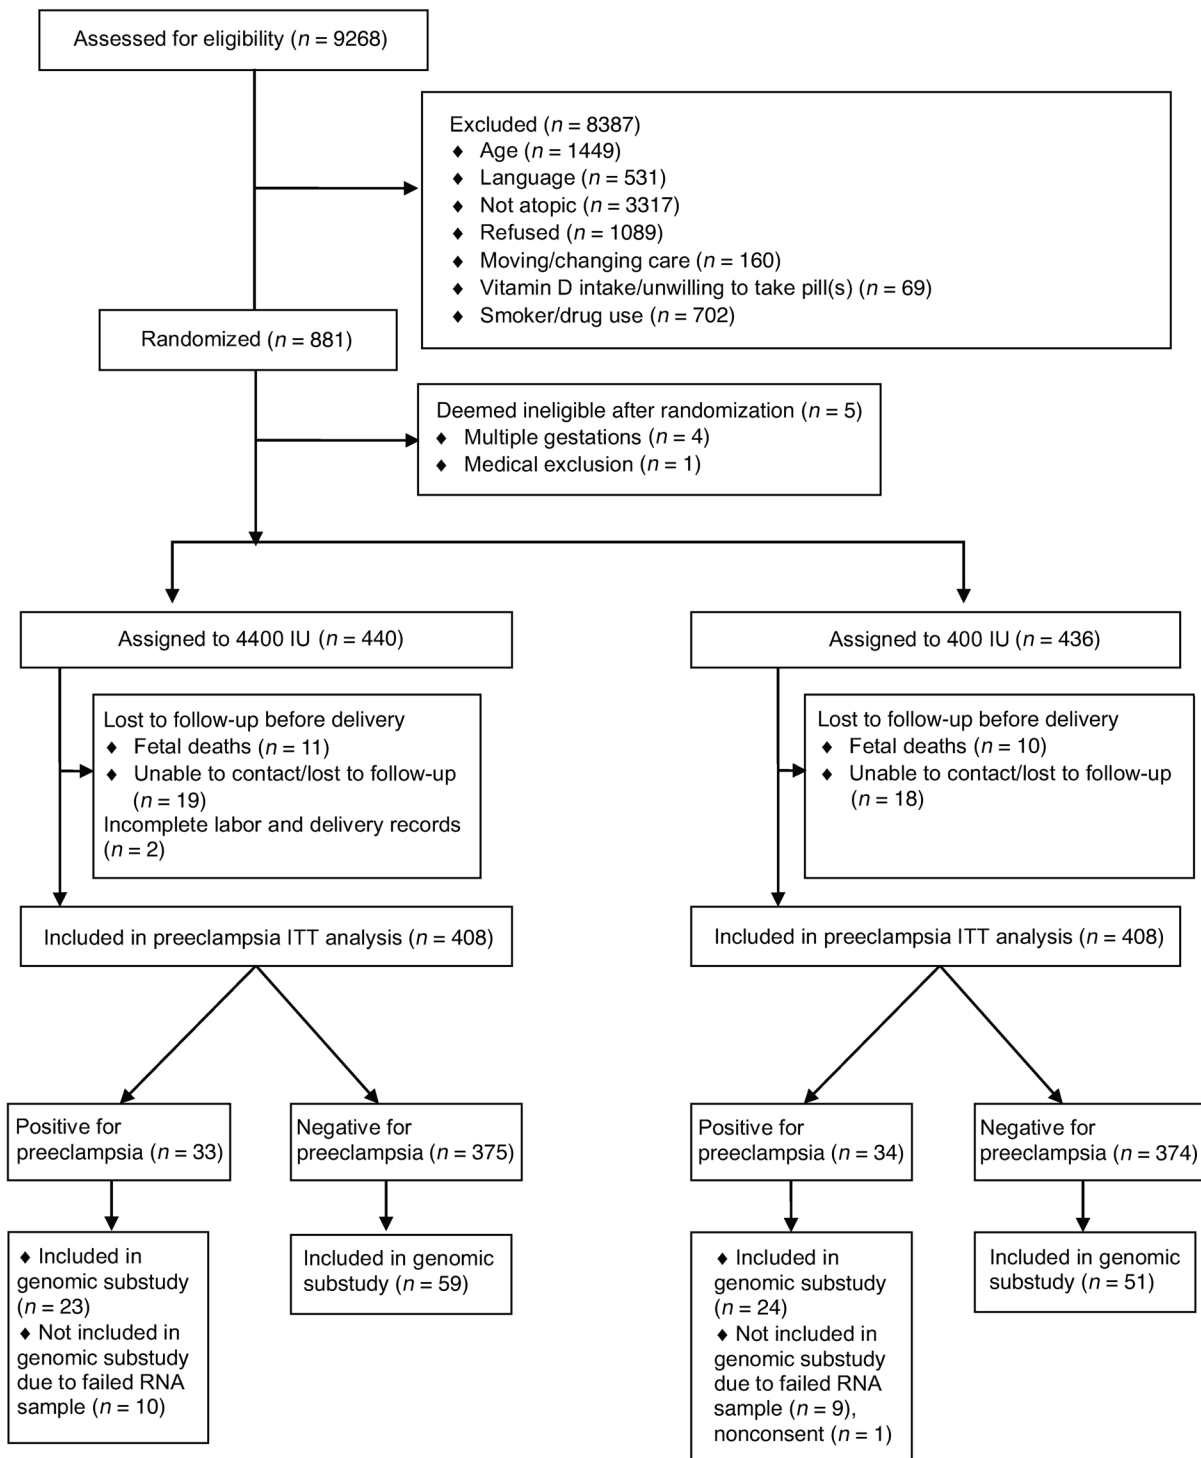 Assessed for eligibility (n = 9268)
Excluded (n = 8387)
♦ Age (n = 1449)
♦ Language (n = 531)
♦ Not atopic (n = 3317)
♦ Refused (n = 1089)
♦ Moving/changing care (n = 160)
♦ Vitamin D intake/unwilling to take pill(s) (n = 69)
♦ Smoker/drug use (n = 702)
Randomized (n = 881)
Deemed ineligible after randomization (n = 5)
♦ Multiple gestations (n = 4)
♦ Medical exclusion (n = 1)
Assigned to 4400 IU (n = 440)
Lost to follow-up before delivery
♦ Fetal deaths (n = 11)
♦ Unable to contact/lost to follow-up
(n = 19)
Incomplete labor and delivery records
(n = 2)
Included in preeclampsia ITT analysis (n = 408)
Positive for
preeclampsia (n = 33)
♦ Included in
genomic substudy
(n = 23)
♦ Not included in
genomic substudy
due to failed RNA
sample (n = 10)
Negative for
preeclampsia (n = 375)
Included in genomic
substudy (n = 59)
Assigned to 400 IU (n = 436)
Lost to follow-up before delivery
♦ Fetal deaths (n = 10)
♦ Unable to contact/lost to follow-up
(n = 18)
Included in preeclampsia ITT analysis (n = 408)
Positive for
preeclampsia (n = 34)
♦ Included in
genomic substudy
(n = 24)
♦ Not included in
genomic substudy
due to failed RNA
sample (n = 9),
nonconsent (n = 1)
Negative for
preeclampsia (n = 374)
Included in genomic
substudy (n = 51)